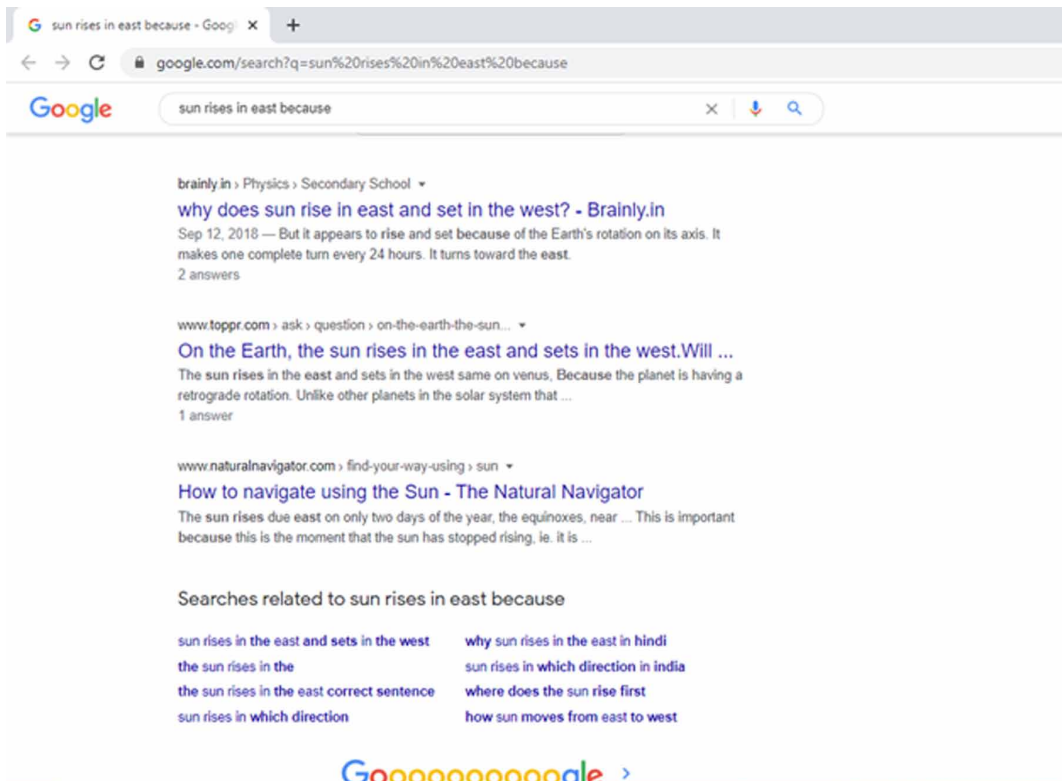 sun rises in east because - Goog
google.com/search?q=sun%20rises%20in%20east%20because
Google
sun rises in east because
brainly.in › Physics › Secondary School
why does sun rise in east and set in the west? - Brainly.in
Sep 12, 2018 — But it appears to rise and set because of the Earth's rotation on its axis. It
makes one complete turn every 24 hours. It turns toward the east.
2 answers
www.toppr.com › ask › question › on-the-earth-the-sun...
On the Earth, the sun rises in the east and sets in the west.Will ...
The sun rises in the east and sets in the west same on venus, Because the planet is having a
retrograde rotation. Unlike other planets in the solar system that ...
1 answer
www.naturalnavigator.com › find-your-way-using › sun
How to navigate using the Sun - The Natural Navigator
The sun rises due east on only two days of the year, the equinoxes, near ... This is important
because this is the moment that the sun has stopped rising, ie. it is ...
Searches related to sun rises in east because
sun rises in the east and sets in the west
the sun rises in the
the sun rises in the east correct sentence
sun rises in which direction
why sun rises in the east in hindi
sun rises in which direction in india
where does the sun rise first
how sun moves from east to west
Goooooooooogle ›